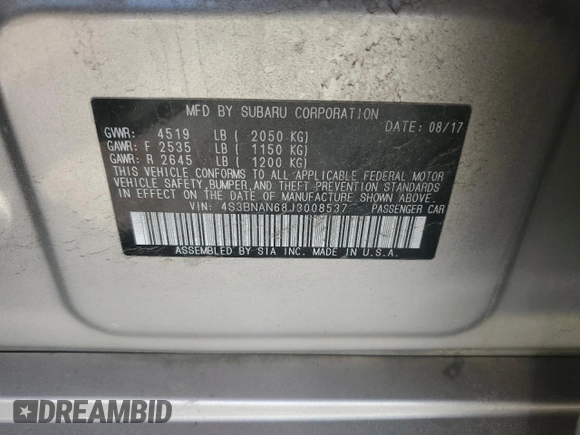 MFD BY SUBARU CORPORATION
DATE: 08/17
GVWR: 4519 LB ( 2050 KG)
GAWR: F 2535 LB ( 1150 KG)
GAWR: R 2645 LB ( 1200 KG)
THIS VEHICLE CONFORMS TO ALL APPLICABLE FEDERAL MOTOR
VEHICLE SAFETY,BUMPER,AND THEFT PREVENTION STANDARDS
IN EFFECT ON THE DATE OF MANUFACTURE SHOWN ABOVE.
VIN: 4S3BNAN68J3008537 PASSENGER CAR
ASSEMBLED BY SIA INC. MADE IN U.S.A.
DREAMBID